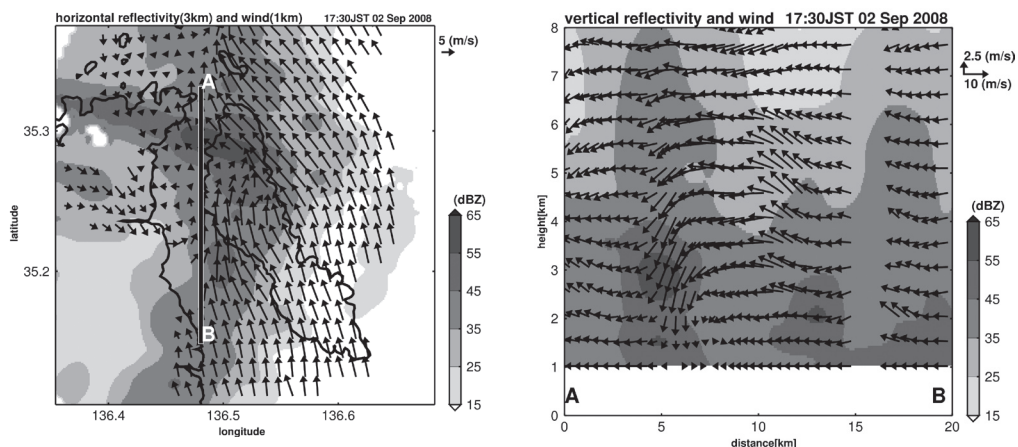 horizontal reflectivity(3km) and wind(1km) 17:30JST 02 Sep 2008
5 (m/s)
A
35.3
latitude
35.2
B
(dBZ)
65
55
45
35
25
15
136.4 136.5 136.6
longitude
vertical reflectivity and wind 17:30JST 02 Sep 2008
8
7
6
5
4
3
2
1
0
height[km]
2.5 (m/s)
10 (m/s)
(dBZ)
65
55
45
35
25
15
A B
0 5 10 15 20
distance[km]